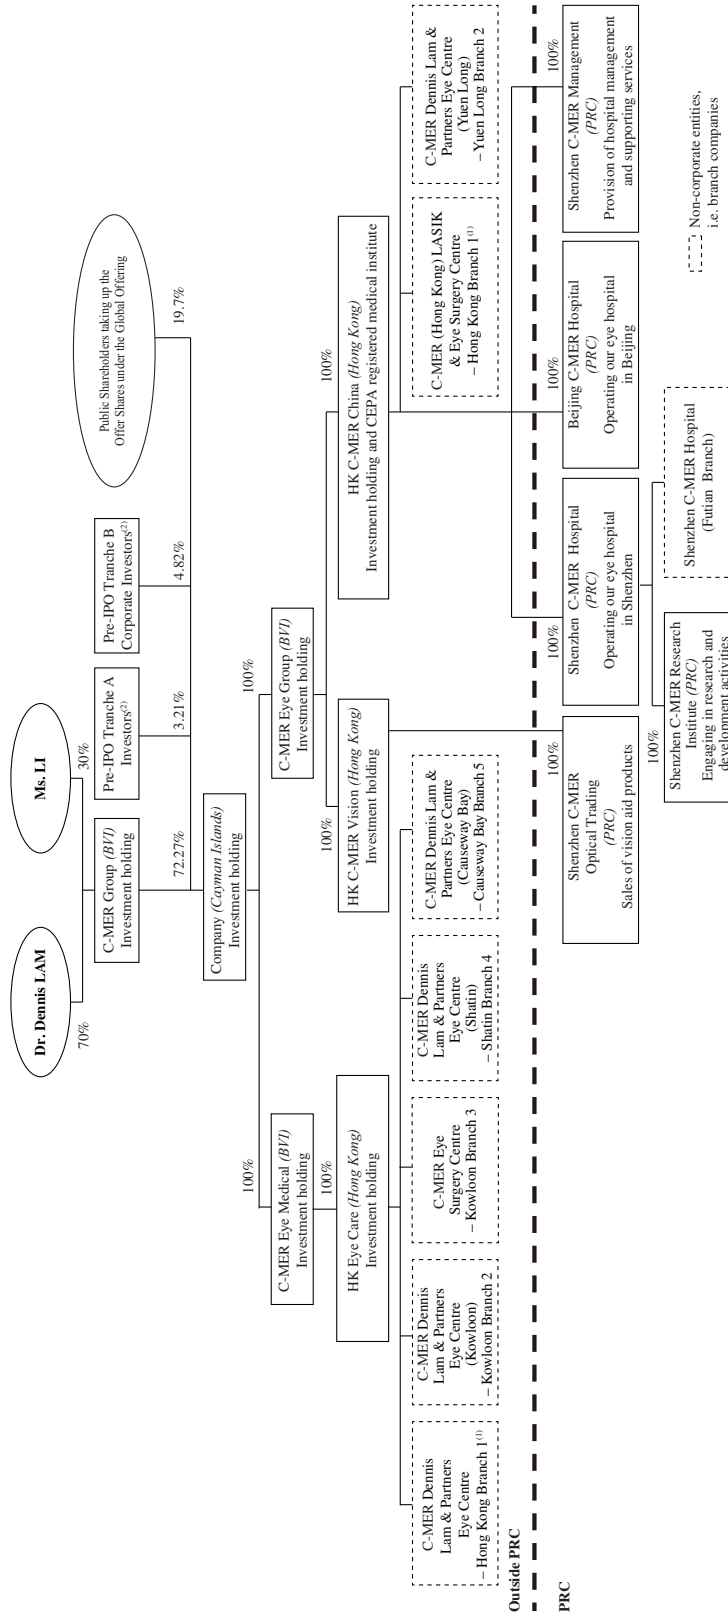 Dr. Dennis LAM
Ms. LI
70%
30%
C-MER Group (BVI)
Investment holding
Pre-IPO Tranche A
Investors(2)
Pre-IPO Tranche B
Corporate Investors(2)
Public Shareholders taking up the
Offer Shares under the Global Offering
72.27%
3.21%
4.82%
19.7%
Company (Cayman Islands)
Investment holding
100%
100%
C-MER Eye Medical (BVI)
Investment holding
C-MER Eye Group (BVI)
Investment holding
100%
100%
100%
HK Eye Care (Hong Kong)
Investment holding
HK C-MER Vision (Hong Kong)
Investment holding
HK C-MER China (Hong Kong)
Investment holding and CEPA registered medical institute
C-MER Dennis
Lam & Partners
Eye Centre
– Hong Kong Branch 1(1)
C-MER Dennis
Lam & Partners
Eye Centre
(Kowloon)
– Kowloon Branch 2
C-MER Eye
Surgery Centre
– Kowloon Branch 3
C-MER Dennis
Lam & Partners
Eye Centre
(Shatin)
– Shatin Branch 4
C-MER Dennis Lam &
Partners Eye Centre
(Causeway Bay)
– Causeway Bay Branch 5
C-MER (Hong Kong) LASIK
& Eye Surgery Centre
– Hong Kong Branch 1(1)
C-MER Dennis Lam &
Partners Eye Centre
(Yuen Long)
– Yuen Long Branch 2
Outside PRC
PRC
100%
100%
100%
100%
Shenzhen C-MER
Optical Trading
(PRC)
Sales of vision aid products
Shenzhen C-MER Hospital
(PRC)
Operating our eye hospital
in Shenzhen
Beijing C-MER Hospital
(PRC)
Operating our eye hospital
in Beijing
Shenzhen C-MER Management
(PRC)
Provision of hospital management
and supporting services
100%
Shenzhen C-MER Research
Institute (PRC)
Engaging in research and
development activities
Shenzhen C-MER Hospital
(Futian Branch)
Non-corporate entities,
i.e. branch companies